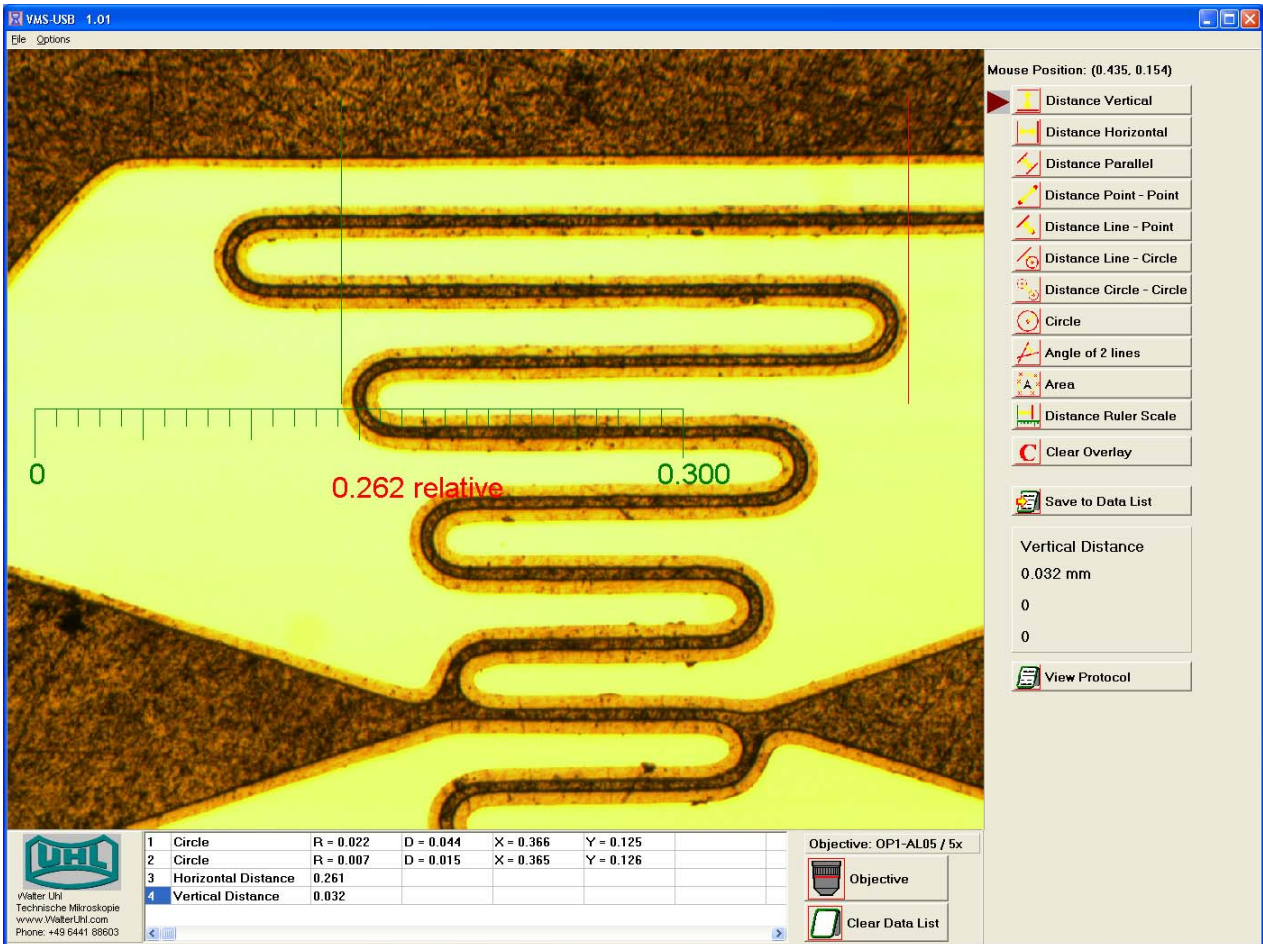 VMS-USB 1.01
File Options
Mouse Position: (0.435, 0.154)
Distance Vertical
Distance Horizontal
Distance Parallel
Distance Point - Point
Distance Line - Point
Distance Line - Circle
Distance Circle - Circle
Circle
Angle of 2 lines
A Area
Distance Ruler Scale
C Clear Overlay
0
0.300
0.262 relative
Save to Data List
Vertical Distance
0.032 mm
0
0
View Protocol
UHL
Walter Uhl
Technische Mikroskopie
www.WalterUhl.com
Phone: +49 6441 88603
1 Circle R = 0.022 D = 0.044 X = 0.366 Y = 0.125
2 Circle R = 0.007 D = 0.015 X = 0.365 Y = 0.126
3 Horizontal Distance 0.261
4 Vertical Distance 0.032
Objective: OP1-AL05 / 5x
Objective
Clear Data List